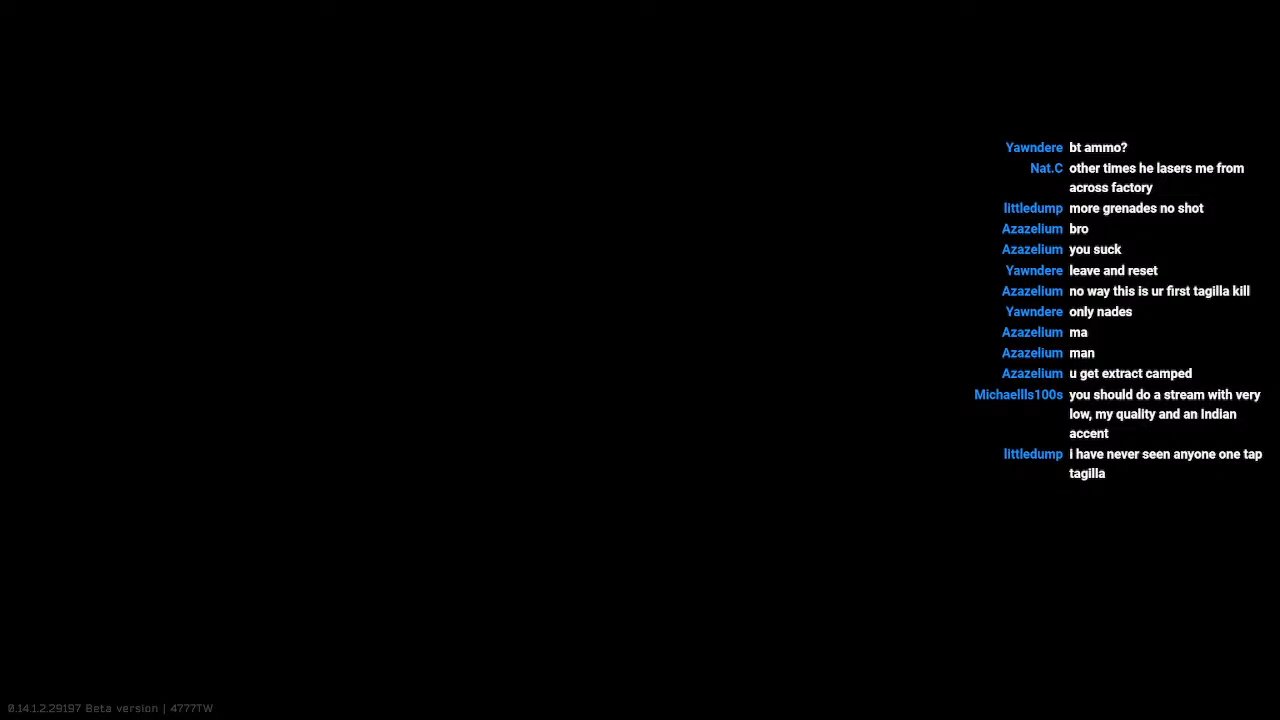 Yawndere bt ammo?
Nat.C other times he lasers me from
across factory
littledump more grenades no shot
Azazelium bro
Azazelium you suck
Yawndere leave and reset
Azazelium no way this is ur first tagilla kill
Yawndere only nades
Azazelium ma
Azazelium man
Azazelium u get extract camped
Michaellls100s you should do a stream with very
low, my quality and an Indian
accent
littledump i have never seen anyone one tap
tagilla
0.14.1.2.29197 Beta version | 4777TW